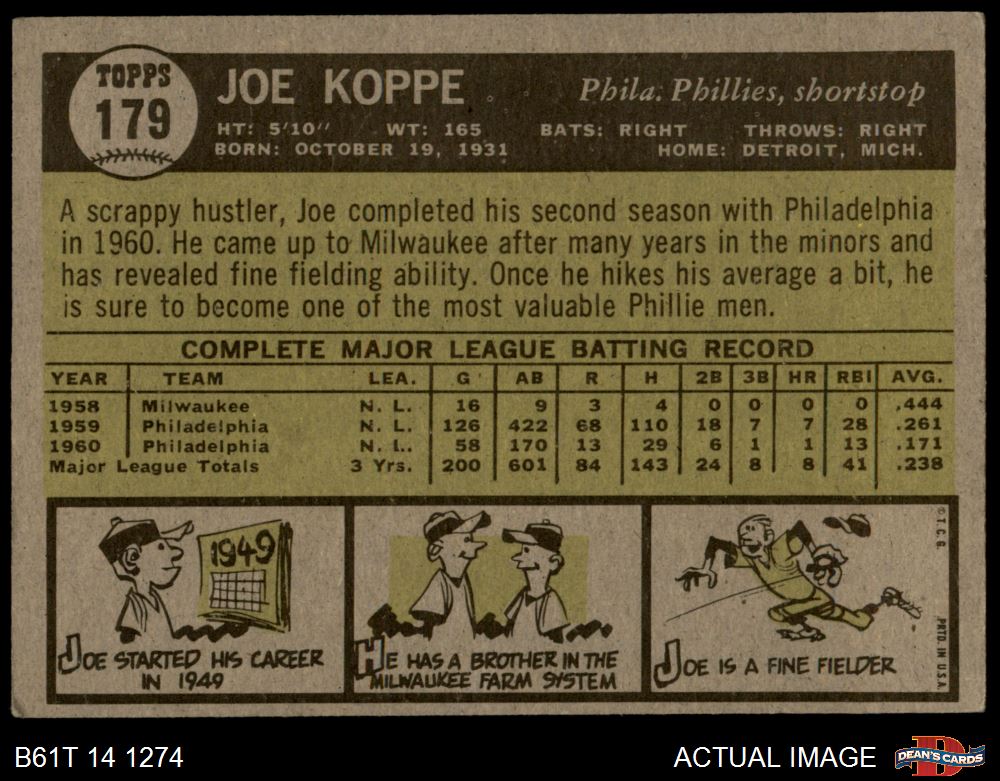 TOPPS
179
JOE KOPPE
Phila. Phillies, shortstop
HT: 5'10" WT: 165 BATS: RIGHT THROWS: RIGHT
BORN: OCTOBER 19, 1931 HOME: DETROIT, MICH.
A scrappy hustler, Joe completed his second season with Philadelphia
in 1960. He came up to Milwaukee after many years in the minors and
has revealed fine fielding ability. Once he hikes his average a bit, he
is sure to become one of the most valuable Phillie men.
COMPLETE MAJOR LEAGUE BATTING RECORD
YEAR TEAM LEA. G AB R H 2B 3B HR RBI AVG.
1958 Milwaukee N. L. 16 9 3 4 0 0 0 0 .444
1959 Philadelphia N. L. 126 422 68 110 18 7 7 28 .261
1960 Philadelphia N. L. 58 170 13 29 6 1 1 13 .171
Major League Totals 3 Yrs. 200 601 84 143 24 8 8 41 .238
1949
JOE STARTED HIS CAREER
IN 1949
HE HAS A BROTHER IN THE
MILWAUKEE FARM SYSTEM
JOE IS A FINE FIELDER
© T. C. G.
PRTD. IN U.S.A.
B61T 14 1274
ACTUAL IMAGE
D
DEAN'S CARDS